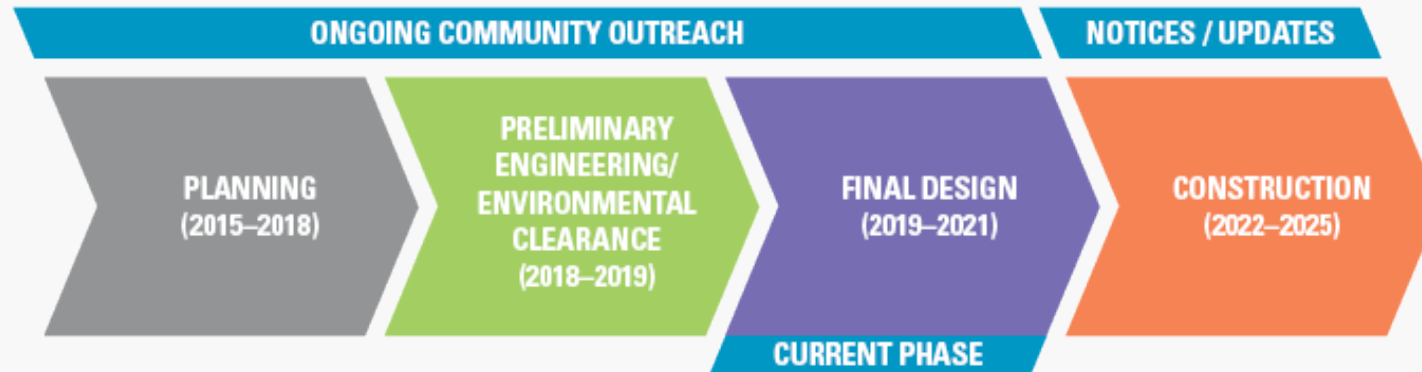 ONGOING COMMUNITY OUTREACH
NOTICES / UPDATES
PLANNING
(2015–2018)
PRELIMINARY
ENGINEERING/
ENVIRONMENTAL
CLEARANCE
(2018–2019)
FINAL DESIGN
(2019–2021)
CONSTRUCTION
(2022–2025)
CURRENT PHASE